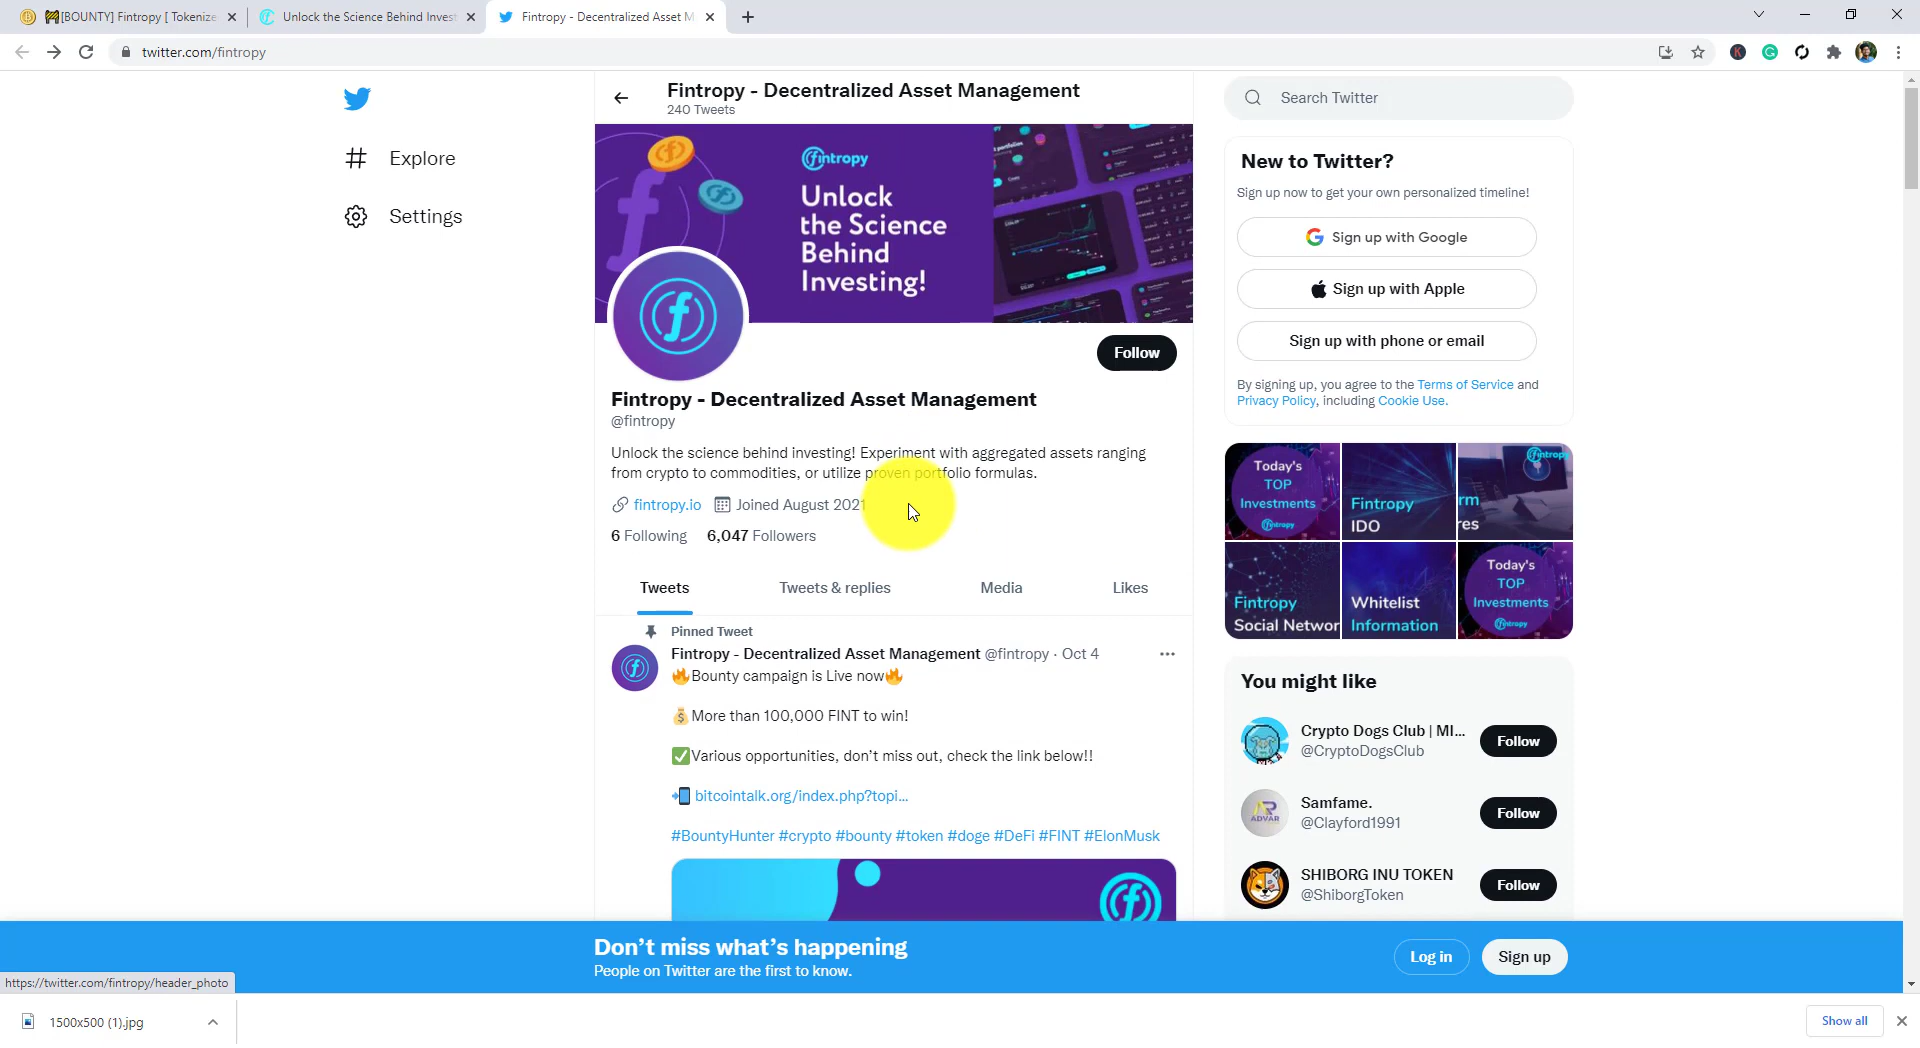 [BOUNTY] Fintropy [ Tokenize
Unlock the Science Behind Invest
Fintropy - Decentralized Asset M
twitter.com/fintropy
Explore
Settings
Fintropy - Decentralized Asset Management
240 Tweets
fintropy
Unlock
the Science
Behind
Investing!
Follow
Fintropy - Decentralized Asset Management
@fintropy
Unlock the science behind investing! Experiment with aggregated assets ranging
from crypto to commodities, or utilize proven portfolio formulas.
fintropy.io Joined August 2021
6 Following 6,047 Followers
Tweets Tweets & replies Media Likes
Pinned Tweet
Fintropy - Decentralized Asset Management @fintropy · Oct 4
🔥Bounty campaign is Live now🔥
💰More than 100,000 FINT to win!
✅Various opportunities, don't miss out, check the link below!!
📲 bitcointalk.org/index.php?topi...
#BountyHunter #crypto #bounty #token #doge #DeFi #FINT #ElonMusk
Search Twitter
New to Twitter?
Sign up now to get your own personalized timeline!
Sign up with Google
Sign up with Apple
Sign up with phone or email
By signing up, you agree to the Terms of Service and
Privacy Policy, including Cookie Use.
Today's
TOP
Investments
fintropy
Fintropy
IDO
fintropy
rm
res
Fintropy
Social Networ
Whitelist
Information
Today's
TOP
Investments
fintropy
You might like
Crypto Dogs Club | MI...
@CryptoDogsClub
Follow
ADVAR
Samfame.
@Clayford1991
Follow
SHIBORG INU TOKEN
@ShiborgToken
Follow
Don't miss what's happening
People on Twitter are the first to know.
Log in
Sign up
https://twitter.com/fintropy/header_photo
1500x500 (1).jpg
Show all